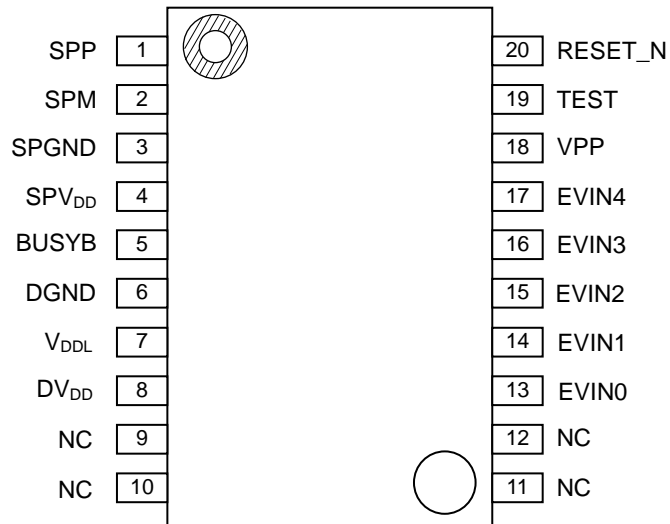 SPP 1 20 RESET_N
SPM 2 19 TEST
SPGND 3 18 VPP
SPVDD 4 17 EVIN4
BUSYB 5 16 EVIN3
DGND 6 15 EVIN2
VDDL 7 14 EVIN1
DVDD 8 13 EVIN0
NC 9 12 NC
NC 10 11 NC